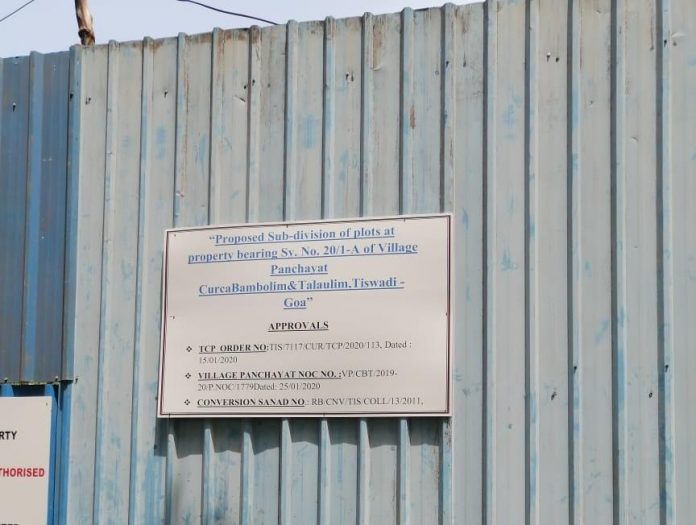 “Proposed Sub-division of plots at
property bearing Sv. No. 20/1-A of Village
Panchayat
CurcaBambolim&Talaulim,Tiswadi -
Goa”
APPROVALS
❖ TCP ORDER NO:TIS/7117/CUR/TCP/2020/113, Dated :
15/01/2020
❖ VILLAGE PANCHAYAT NOC NO. :VP/CBT/2019-
20/P.NOC/1779Dated: 25/01/2020
❖ CONVERSION SANAD NO.: RB/CNV/TIS/COLL/13/2011,
RTY
THORISED